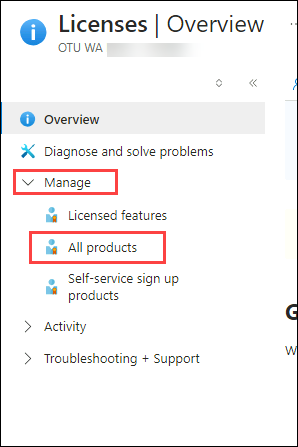 Licenses | Overview
OTU WA
Overview
Diagnose and solve problems
Manage
Licensed features
All products
Self-service sign up
products
Activity
Troubleshooting + Support